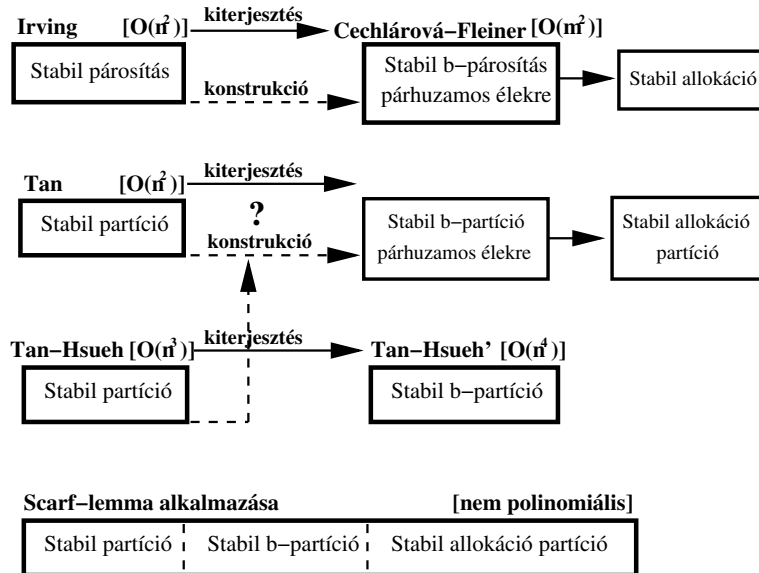 Irving [O(n²)] kiterjesztés Cechlárová−Fleiner [O(m²)]
Stabil párosítás konstrukció Stabil b−párosítás párhuzamos élekre Stabil allokáció
Tan [O(n²)] kiterjesztés
Stabil partíció ? konstrukció Stabil b−partíció párhuzamos élekre Stabil allokáció partíció
Tan−Hsueh [O(n³)] kiterjesztés Tan−Hsueh’ [O(n⁴)]
Stabil partíció Stabil b−partíció
Scarf−lemma alkalmazása [nem polinomiális]
Stabil partíció Stabil b−partíció Stabil allokáció partíció